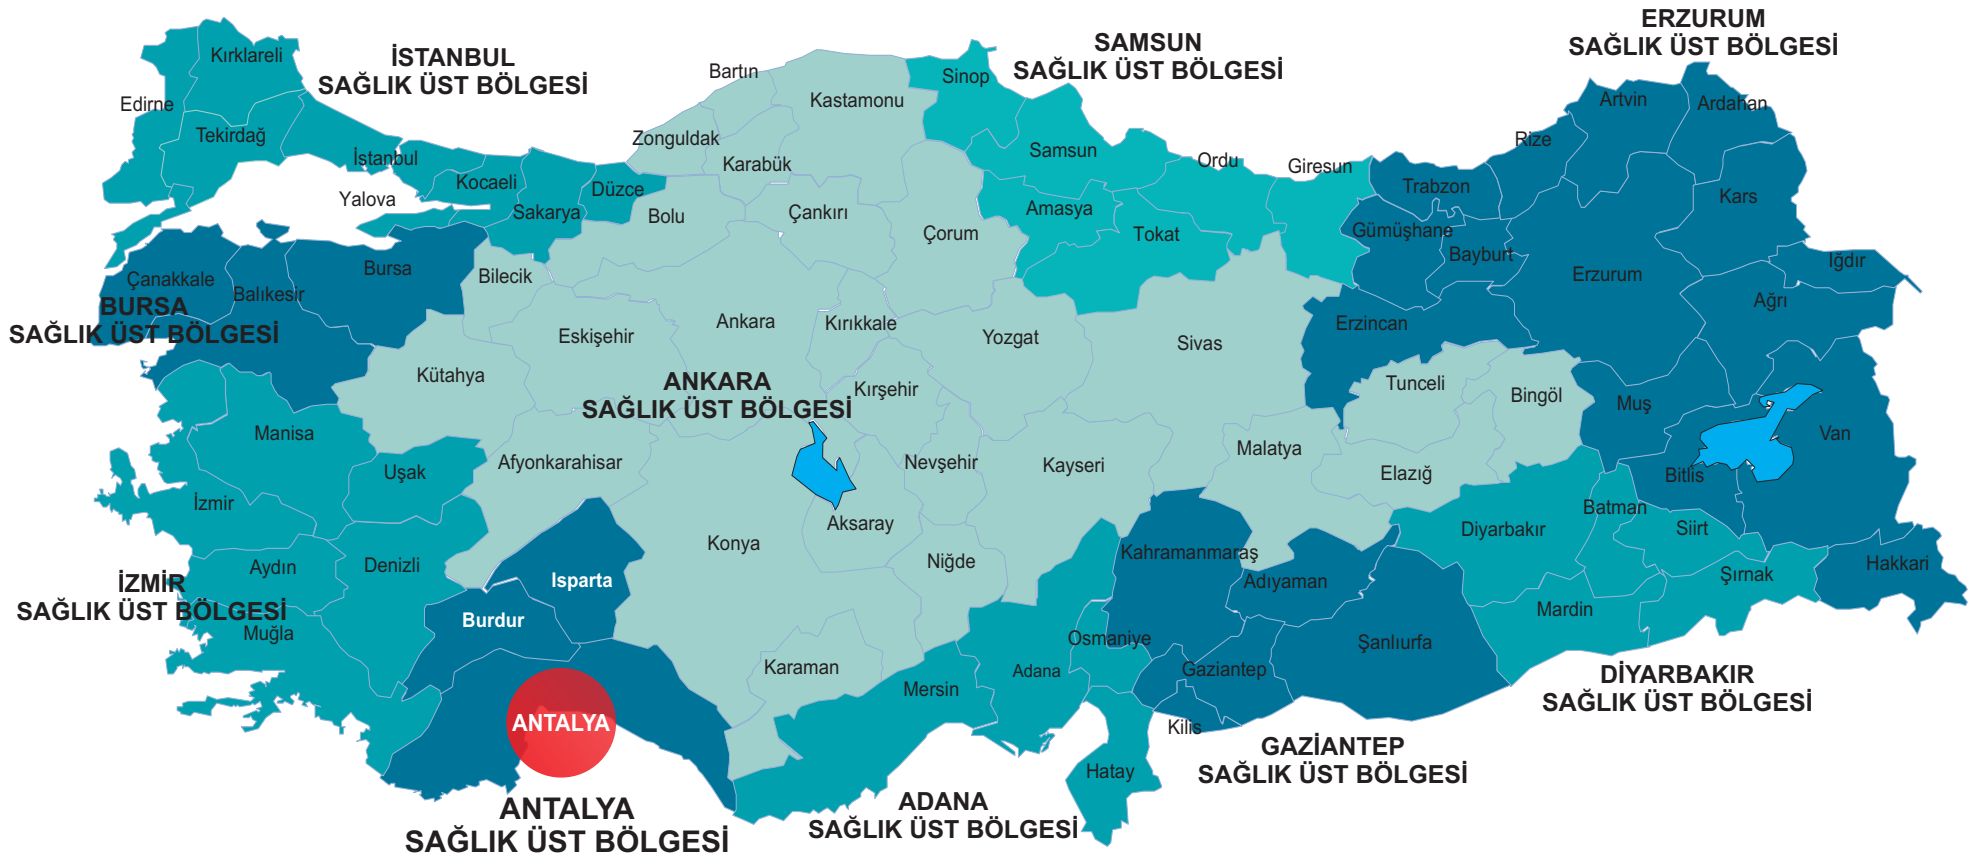 İSTANBUL
SAĞLIK ÜST BÖLGESİ
SAMSUN
SAĞLIK ÜST BÖLGESİ
ERZURUM
SAĞLIK ÜST BÖLGESİ
Kırklareli
Edirne
Tekirdağ
İstanbul
Yalova
Kocaeli
Sakarya
Düzce
Bartın
Zonguldak
Karabük
Kastamonu
Bolu
Çankırı
Çorum
Sinop
Samsun
Amasya
Tokat
Ordu
Giresun
Trabzon
Gümüşhane
Bayburt
Rize
Artvin
Ardahan
Kars
Iğdır
Ağrı
Erzurum
Erzincan
Çanakkale
Balıkesir
Bursa
BURSA
SAĞLIK ÜST BÖLGESİ
Bilecik
Eskişehir
Kütahya
Ankara
Kırıkkale
Kırşehir
Yozgat
Sivas
ANKARA
SAĞLIK ÜST BÖLGESİ
Tunceli
Bingöl
Muş
Van
Bitlis
Manisa
Uşak
Afyonkarahisar
Nevşehir
Kayseri
Malatya
Elazığ
İzmir
Aydın
Denizli
Muğla
İZMİR
SAĞLIK ÜST BÖLGESİ
Isparta
Burdur
Konya
Aksaray
Niğde
Karaman
Kahramanmaraş
Adıyaman
Diyarbakır
Batman
Siirt
Şırnak
Mardin
Hakkari
Osmaniye
Adana
Mersin
Gaziantep
Şanlıurfa
Kilis
Hatay
DİYARBAKIR
SAĞLIK ÜST BÖLGESİ
ANTALYA
GAZİANTEP
SAĞLIK ÜST BÖLGESİ
ANTALYA
SAĞLIK ÜST BÖLGESİ
ADANA
SAĞLIK ÜST BÖLGESİ